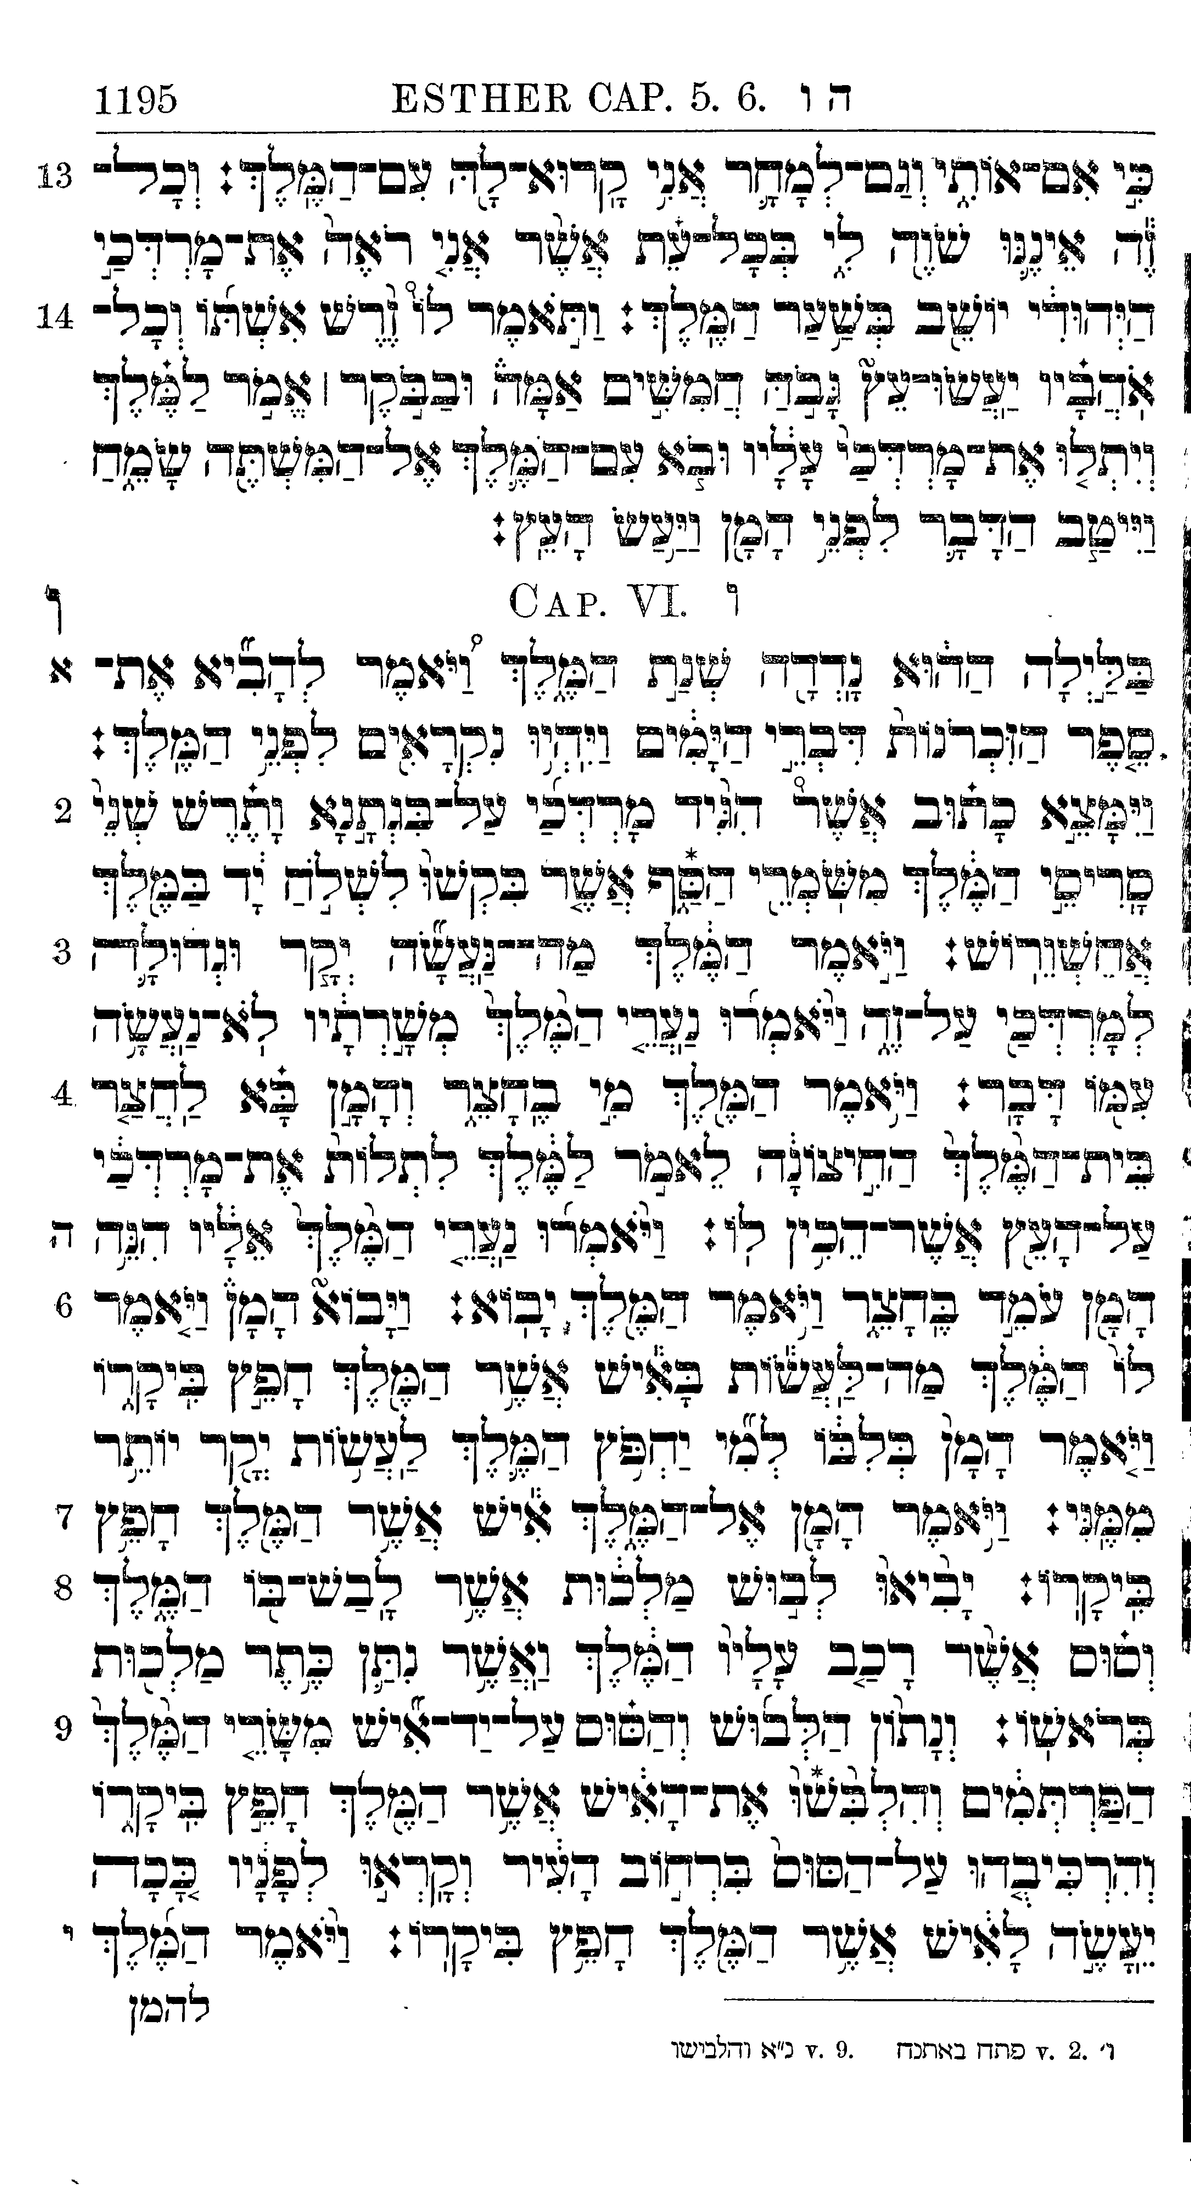 1195 ESTHER CAP. 5. 6. ה ו
כִּ֣י אִם־אוֹתִ֑י וְגַם־לְמָחָ֛ר אֲנִ֥י קָֽרוּא־לָ֖הּ עִם־הַמֶּֽלֶךְ׃ וְכָל־ 13
זֶ֕ה אֵינֶ֥נּוּ שֹׁוֶ֖ה לִ֑י בְּכָל־עֵ֗ת אֲשֶׁ֨ר אֲנִ֤י רֹאֶה֙ אֶת־מָרְדֳּכַ֣י
הַיְּהוּדִ֔י יוֹשֵׁ֖ב בְּשַׁ֥עַר הַמֶּֽלֶךְ׃ וַתֹּ֣אמֶר לוֹ֩ זֶ֨רֶשׁ אִשְׁתּ֜וֹ וְכָל־ 14
אֹֽהֲבָ֗יו יַֽעֲשׂוּ־עֵץ֮ גָּבֹ֣הַּ חֲמִשִּׁ֣ים אַמָּה֒ וּבַבֹּ֣קֶר ׀ אֱמֹ֣ר לַמֶּ֗לֶךְ
וְיִתְל֤וּ אֶֽת־מָרְדֳּכַי֙ עָלָ֔יו וּבֹ֧א עִם־הַמֶּ֛לֶךְ אֶל־הַמִּשְׁתֶּ֖ה שָׂמֵ֑חַ
וַיִּיטַ֧ב הַדָּבָ֛ר לִפְנֵ֥י הָמָ֖ן וַיַּ֥עַשׂ הָעֵֽץ׃
ו CAP. VI. ו
בַּלַּ֣יְלָה הַה֔וּא נָדְדָ֖ה שְׁנַ֣ת הַמֶּ֑לֶךְ וַיֹּ֗אמֶר לְהָבִ֞יא אֶת־ א
סֵ֤פֶר הַזִּכְרֹנוֹת֙ דִּבְרֵ֣י הַיָּמִ֔ים וַיִּֽהְי֥וּ נִקְרָאִ֖ים לִפְנֵ֥י הַמֶּֽלֶךְ׃
וַיִּמָּצֵ֣א כָת֗וּב אֲשֶׁר֩ הִגִּ֨יד מָרְדֳּכַ֜י עַל־בִּגְתָ֣נָא וָתֶ֗רֶשׁ שְׁנֵי֙ 2
סָֽרִיסֵ֣י הַמֶּ֔לֶךְ מִשֹּֽׁמְרֵ֖י הַסַּ֑ף* אֲשֶׁ֤ר בִּקְשׁוּ֙ לִשְׁלֹ֣חַ יָ֔ד בַּמֶּ֖לֶךְ
אֲחַשְׁוֵרֽוֹשׁ׃ וַיֹּ֣אמֶר הַמֶּ֔לֶךְ מַה־נַּֽעֲשָׂ֞ה יְקָ֧ר וּגְדוּלָּ֛ה 3
לְמָרְדֳּכַ֖י עַל־זֶ֑ה וַיֹּ֨אמְר֜וּ נַֽעֲרֵ֤י הַמֶּ֨לֶךְ֙ מְשָׁ֣רְתָ֔יו לֹֽא־נַעֲשָׂ֥ה
עִמּ֖וֹ דָּבָֽר׃ וַיֹּ֥אמֶר הַמֶּ֖לֶךְ מִ֣י בֶֽחָצֵ֑ר וְהָמָ֣ן בָּ֗א לַֽחֲצַ֤ר 4
בֵּית־הַמֶּ֨לֶךְ֙ הַחִ֣יצוֹנָ֔ה לֵאמֹ֣ר לַמֶּ֔לֶךְ לִתְלוֹת֙ אֶֽת־מָרְדֳּכַ֔י
עַל־הָעֵ֖ץ אֲשֶׁר־הֵכִ֥ין לֽוֹ׃ וַיֹּ֨אמְר֜וּ נַֽעֲרֵ֤י הַמֶּ֨לֶךְ֙ אֵלָ֔יו הִנֵּ֥ה ה
הָמָ֖ן עֹמֵ֣ד בֶּֽחָצֵ֑ר וַיֹּ֥אמֶר הַמֶּ֖לֶךְ יָבֽוֹא׃ וַיָּבוֹא֮ הָמָן֒ וַיֹּ֤אמֶר 6
לוֹ֙ הַמֶּ֔לֶךְ מַה־לַּֽעֲשׂ֕וֹת בָּאִ֕ישׁ אֲשֶׁ֥ר הַמֶּ֖לֶךְ חָפֵ֣ץ בִּֽיקָר֑וֹ
וַיֹּ֤אמֶר הָמָן֙ בְּלִבּ֔וֹ לְמִ֞י יַחְפֹּ֥ץ הַמֶּ֛לֶךְ לַֽעֲשׂ֥וֹת יְקָ֖ר יוֹתֵ֥ר
מִמֶּֽנִּי׃ וַיֹּ֥אמֶר הָמָ֖ן אֶל־הַמֶּ֑לֶךְ אִ֕ישׁ אֲשֶׁ֥ר הַמֶּ֖לֶךְ חָפֵ֥ץ 7
בִּֽיקָרֽוֹ׃ יָבִ֨יאוּ֙ לְב֣וּשׁ מַלְכ֔וּת אֲשֶׁ֥ר לָֽבַשׁ־בּ֖וֹ הַמֶּ֑לֶךְ 8
וְס֗וּס אֲשֶׁ֨ר רָכַ֤ב עָלָיו֙ הַמֶּ֔לֶךְ וַאֲשֶׁ֥ר נִתַּ֛ן כֶּ֥תֶר מַלְכ֖וּת
בְּרֹאשֽׁוֹ׃ וְנָת֨וֹן הַלְּב֜וּשׁ וְהַסּ֗וּס עַל־יַד־אִ֞ישׁ מִשָּׂרֵ֤י הַמֶּ֨לֶךְ֙ 9
הַֽפַּרְתְּמִ֔ים וְהִלְבִּ֨שׁוּ֙* אֶת־הָאִ֔ישׁ אֲשֶׁ֥ר הַמֶּ֖לֶךְ חָפֵ֣ץ בִּֽיקָר֑וֹ
וְהִרְכִּיבֻ֤הוּ עַל־הַסּוּס֙ בִּרְח֣וֹב הָעִ֔יר וְקָֽרְא֣וּ לְפָנָ֔יו כָּ֚כָה
יֵֽעָשֶׂ֣ה לָאִ֔ישׁ אֲשֶׁ֥ר הַמֶּ֖לֶךְ חָפֵ֥ץ בִּיקָרֽוֹ׃ וַיֹּ֨אמֶר הַמֶּ֜לֶךְ י
להמן
ו׳ v. 2. פתח באתנח v. 9. נ״א והלבישו